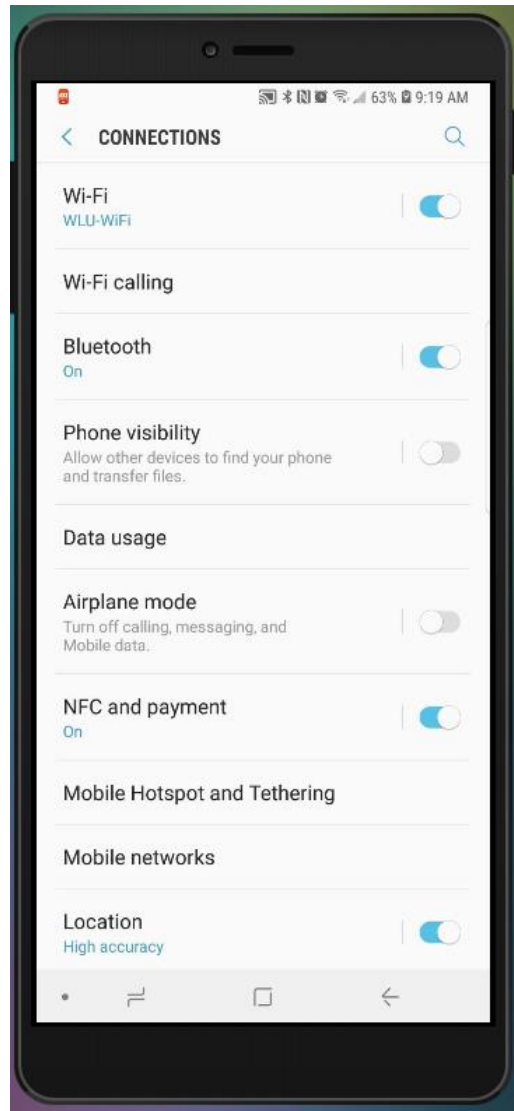 63% 9:19 AM
CONNECTIONS
Wi-Fi
WLU-WiFi
Wi-Fi calling
Bluetooth
On
Phone visibility
Allow other devices to find your phone
and transfer files.
Data usage
Airplane mode
Turn off calling, messaging, and
Mobile data.
NFC and payment
On
Mobile Hotspot and Tethering
Mobile networks
Location
High accuracy